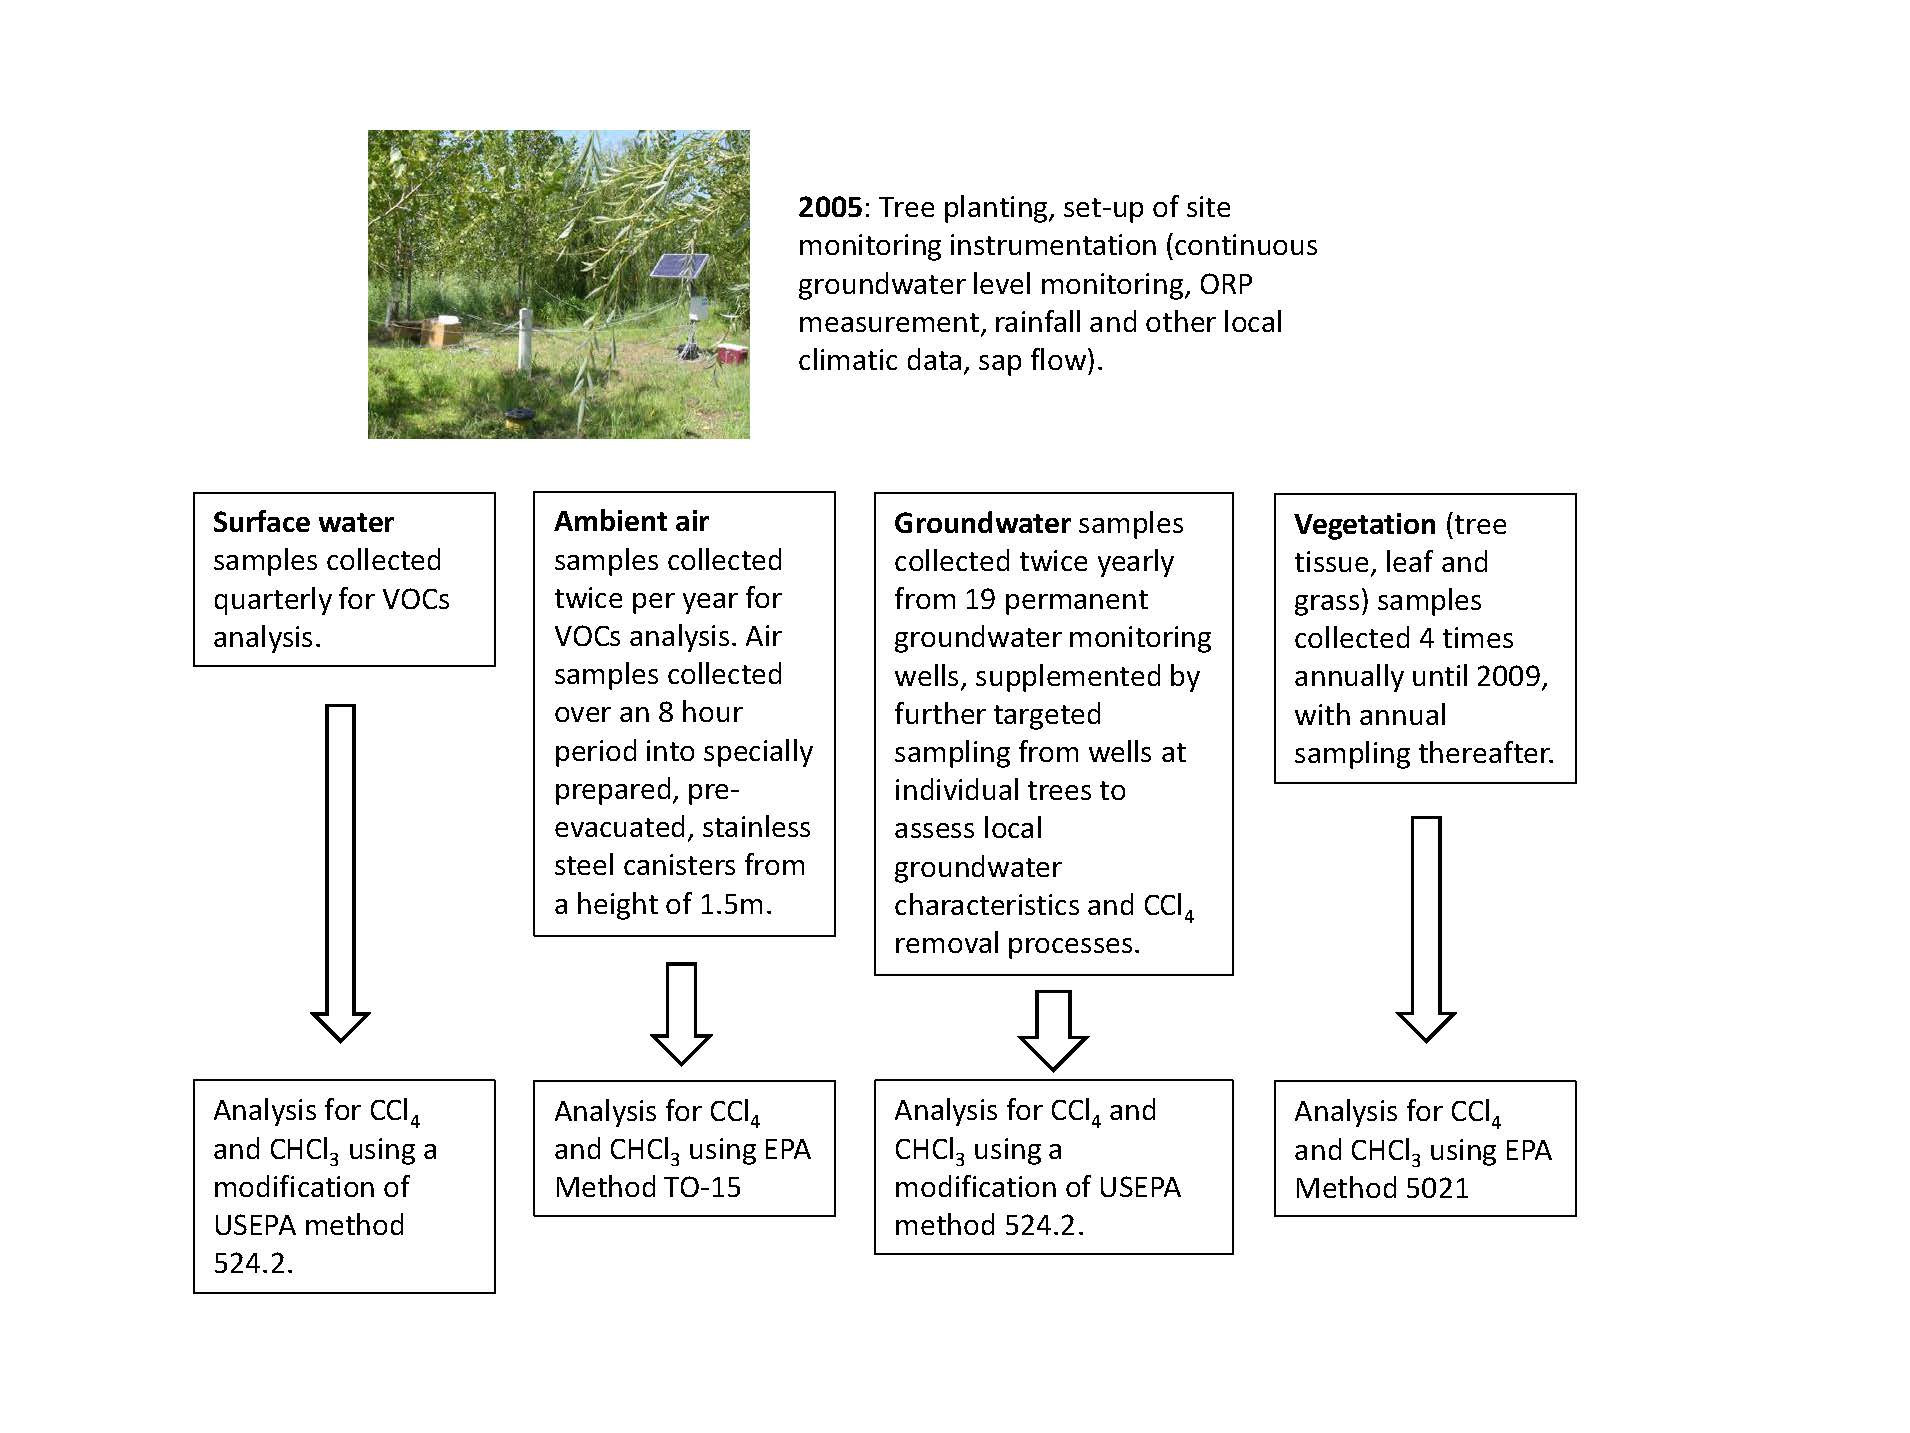 2005: Tree planting, set-up of site
monitoring instrumentation (continuous
groundwater level monitoring, ORP
measurement, rainfall and other local
climatic data, sap flow).
Surface water
samples collected
quarterly for VOCs
analysis.
Ambient air
samples collected
twice per year for
VOCs analysis. Air
samples collected
over an 8 hour
period into specially
prepared, pre-
evacuated, stainless
steel canisters from
a height of 1.5m.
Groundwater samples
collected twice yearly
from 19 permanent
groundwater monitoring
wells, supplemented by
further targeted
sampling from wells at
individual trees to
assess local
groundwater
characteristics and CCl₄
removal processes.
Vegetation (tree
tissue, leaf and
grass) samples
collected 4 times
annually until 2009,
with annual
sampling thereafter.
Analysis for CCl₄
and CHCl₃ using a
modification of
USEPA method
524.2.
Analysis for CCl₄
and CHCl₃ using EPA
Method TO-15
Analysis for CCl₄ and
CHCl₃ using a
modification of USEPA
method 524.2.
Analysis for CCl₄
and CHCl₃ using EPA
Method 5021